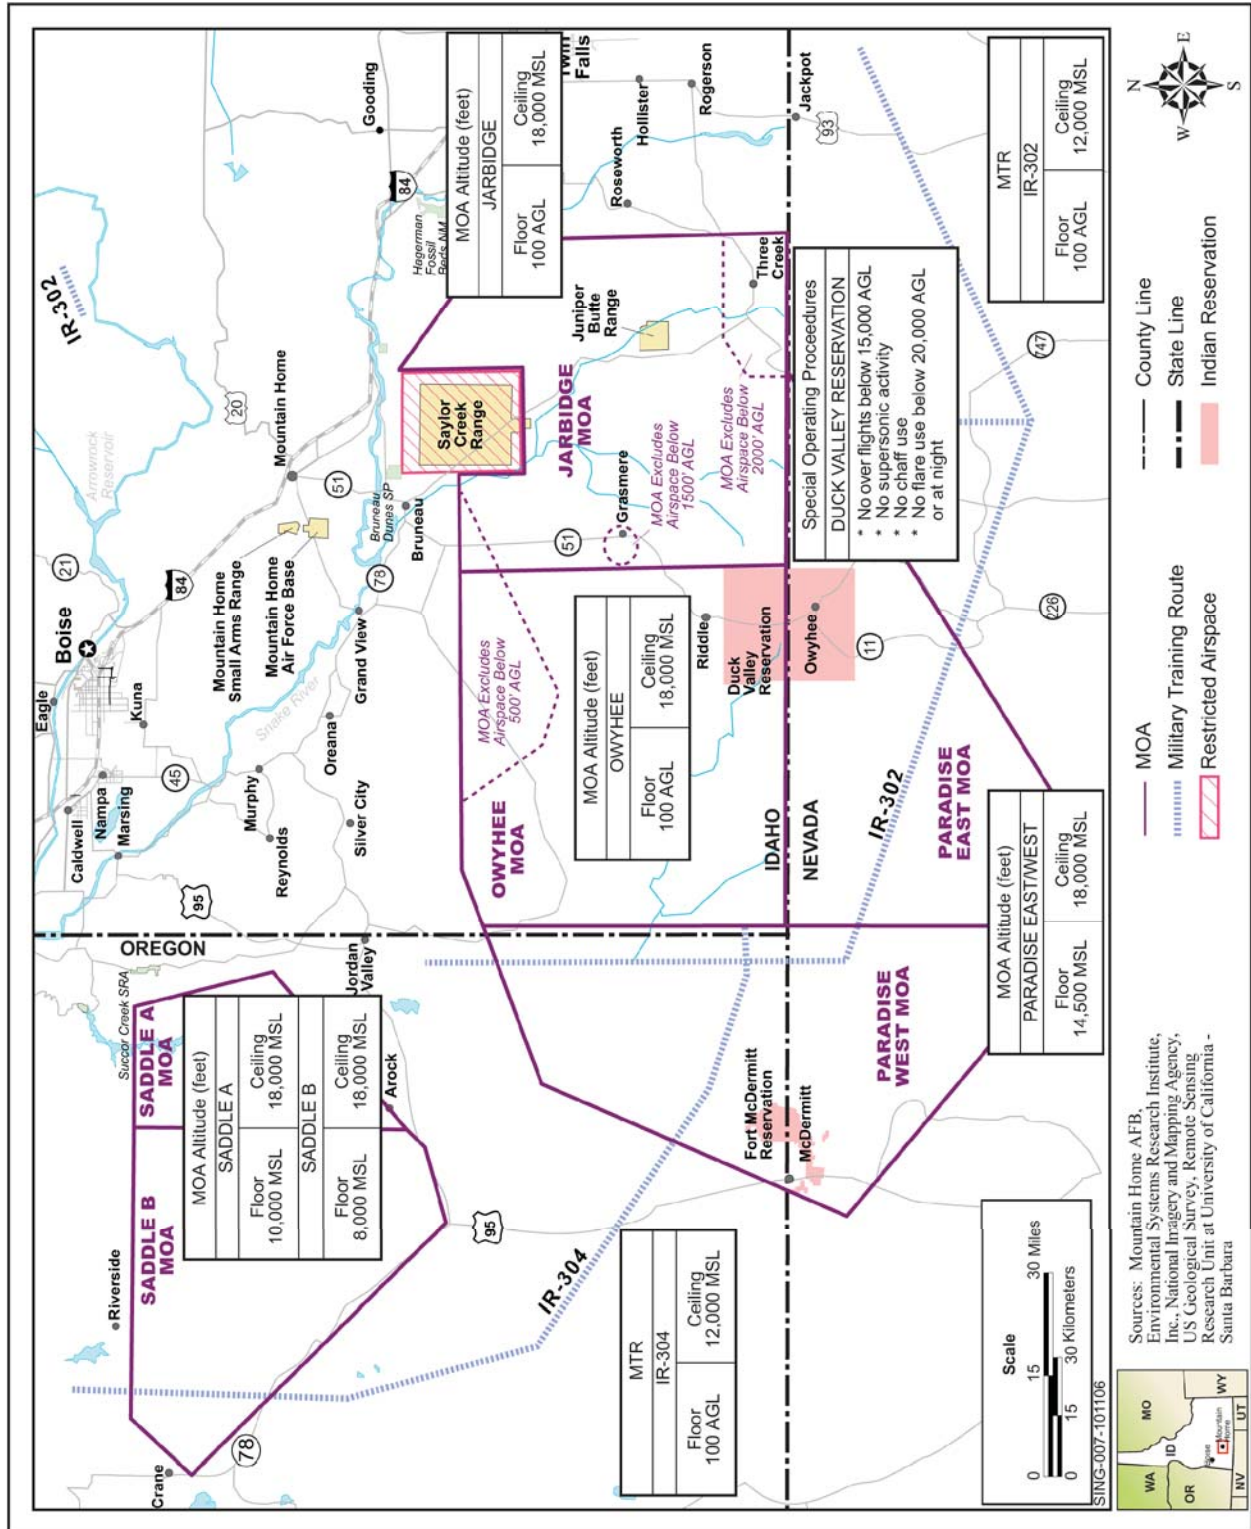 Crane
Riverside
SADDLE B
MOA
SADDLE A
MOA
Succor Creek SRA
MOA Altitude (feet)
SADDLE A
Floor
10,000 MSL
Ceiling
18,000 MSL
SADDLE B
Floor
8,000 MSL
Ceiling
18,000 MSL
78
95
Arock
Jordan
Valley
OREGON
95
Eagle
Boise
Caldwell
Nampa
Marsing
Kuna
45
21
84
Arrowrock
Reservoir
IR-302
20
Murphy
Reynolds
Oreana
Silver City
Snake River
Grand View
Mountain Home
Small Arms Range
Mountain Home
Air Force Base
Mountain Home
51
78
Bruneau
Dunes SP
Bruneau
Gooding
84
Hagerman
Fossil
Beds NM
Twin
Falls
MOA Altitude (feet)
JARBIDGE
Floor
100 AGL
Ceiling
18,000 MSL
Saylor
Creek
Range
JARBIDGE
MOA
Juniper
Butte
Range
Roseworth
Hollister
Rogerson
Three
Creek
Jackpot
93
OWYHEE
MOA
MOA Excludes
Airspace Below
500' AGL
MOA Altitude (feet)
OWYHEE
Floor
100 AGL
Ceiling
18,000 MSL
51
Grasmere
MOA Excludes
Airspace Below
1500' AGL
MOA Excludes
Airspace Below
2000' AGL
Riddle
Duck
Valley
Reservation
Owyhee
11
226
747
IDAHO
NEVADA
Special Operating Proceedures
DUCK VALLEY RESERVATION
* No over flights below 15,000 AGL
* No supersonic activity
* No chaff use
* No flare use below 20,000 AGL
or at night
IR-304
MTR
IR-304
Floor
100 AGL
Ceiling
12,000 MSL
Fort McDermitt
Reservation
McDermitt
PARADISE
WEST MOA
IR-302
PARADISE
EAST MOA
MOA Altitude (feet)
PARADISE EAST/WEST
Floor
14,500 MSL
Ceiling
18,000 MSL
MTR
IR-302
Floor
100 AGL
Ceiling
12,000 MSL
Scale
0
15
30 Miles
0
15
30 Kilometers
SING-007-101106
WA
MO
OR
ID
WY
NV
UT
Boise
Mountain
Home
Sources: Mountain Home AFB,
Environmental Systems Research Institute,
Inc., National Imagery and Mapping Agency,
US Geological Survey, Remote Sensing
Research Unit at University of California -
Santa Barbara
MOA
Military Training Route
Restricted Airspace
County Line
State Line
Indian Reservation
N
W
E
S